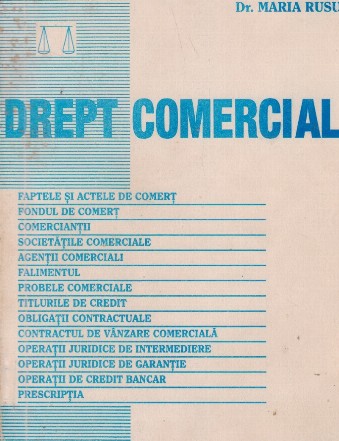 Dr. MARIA RUSU
DREPT COMERCIAL
FAPTELE ȘI ACTELE DE COMERȚ
FONDUL DE COMERȚ
COMERCIANȚII
SOCIETĂȚILE COMERCIALE
AGENȚII COMERCIALI
FALIMENTUL
PROBELE COMERCIALE
TITLURILE DE CREDIT
OBLIGAȚII CONTRACTUALE
CONTRACTUL DE VÂNZARE COMERCIALĂ
OPERAȚII JURIDICE DE INTERMEDIERE
OPERAȚII JURIDICE DE GARANȚIE
OPERAȚII DE CREDIT BANCAR
PRESCRIPȚIA